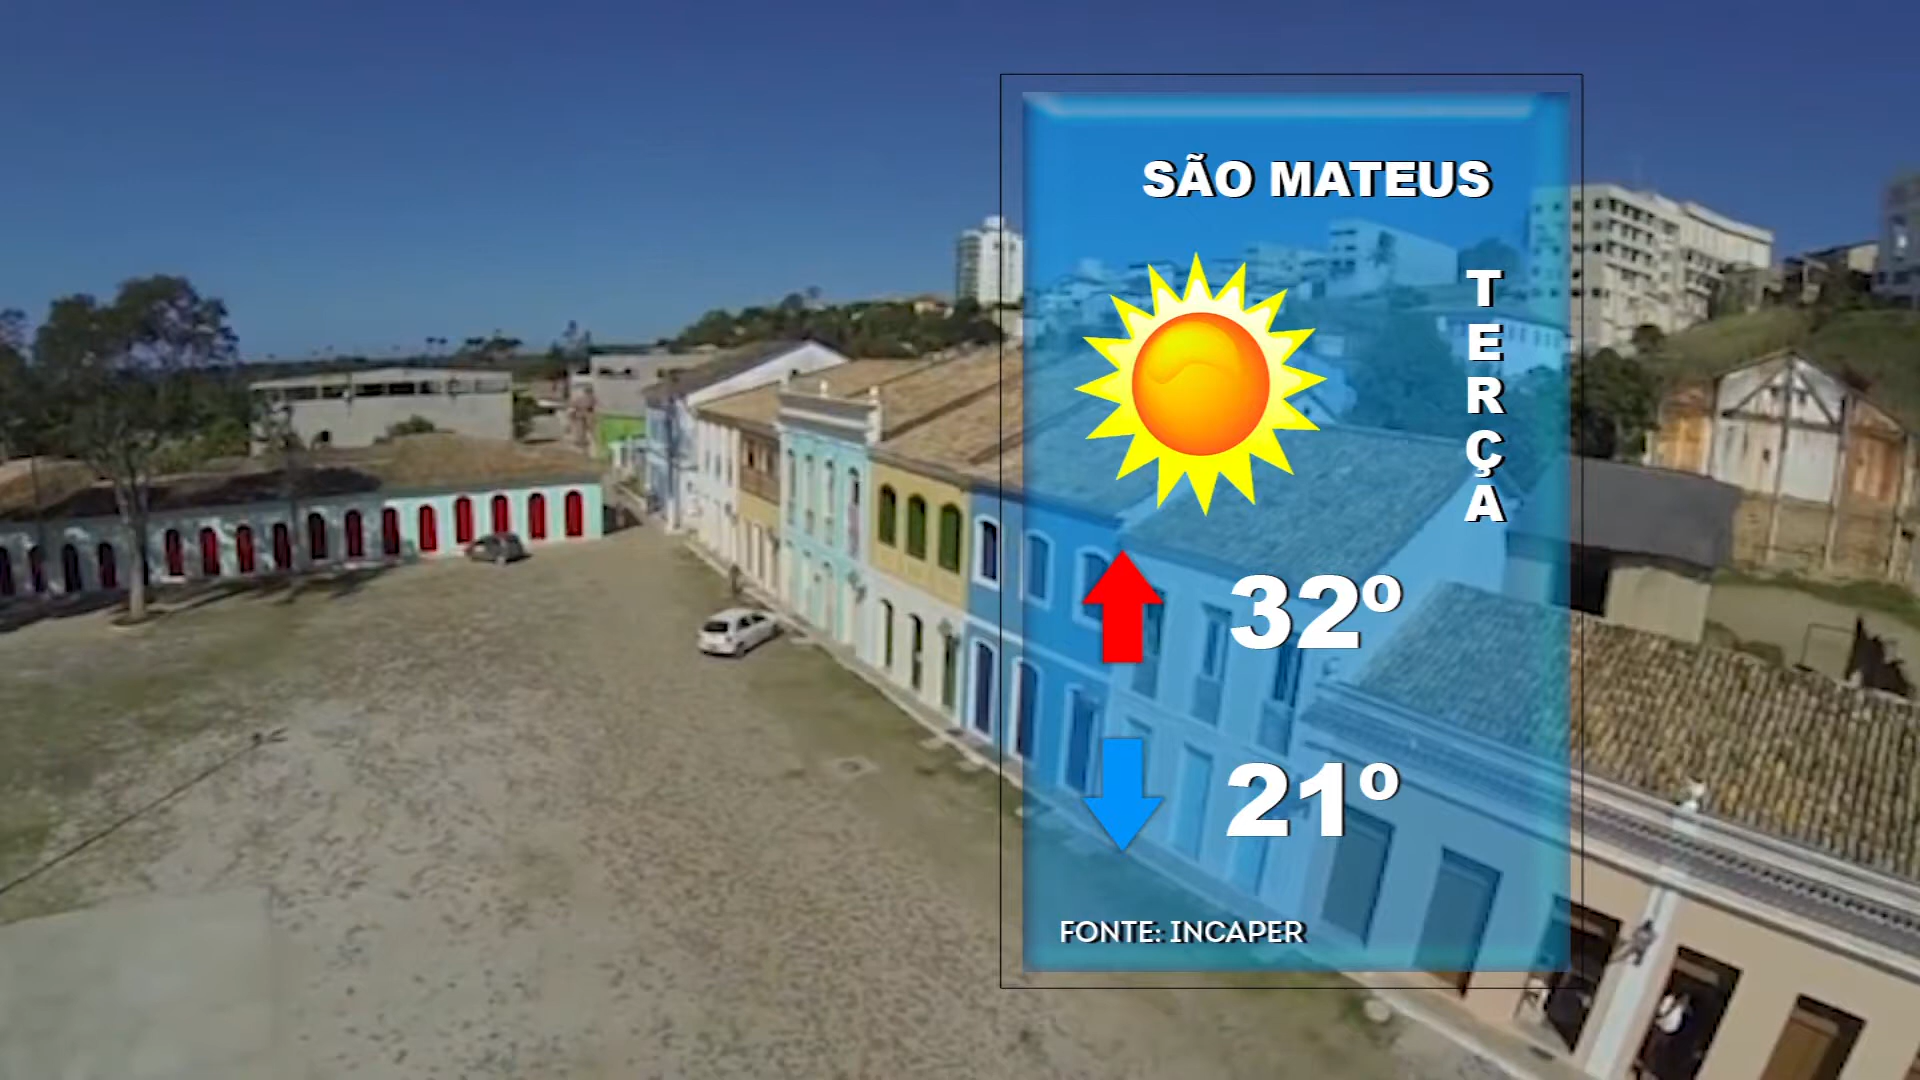 SÃO MATEUS
TERÇA
32º
21º
FONTE: INCAPER